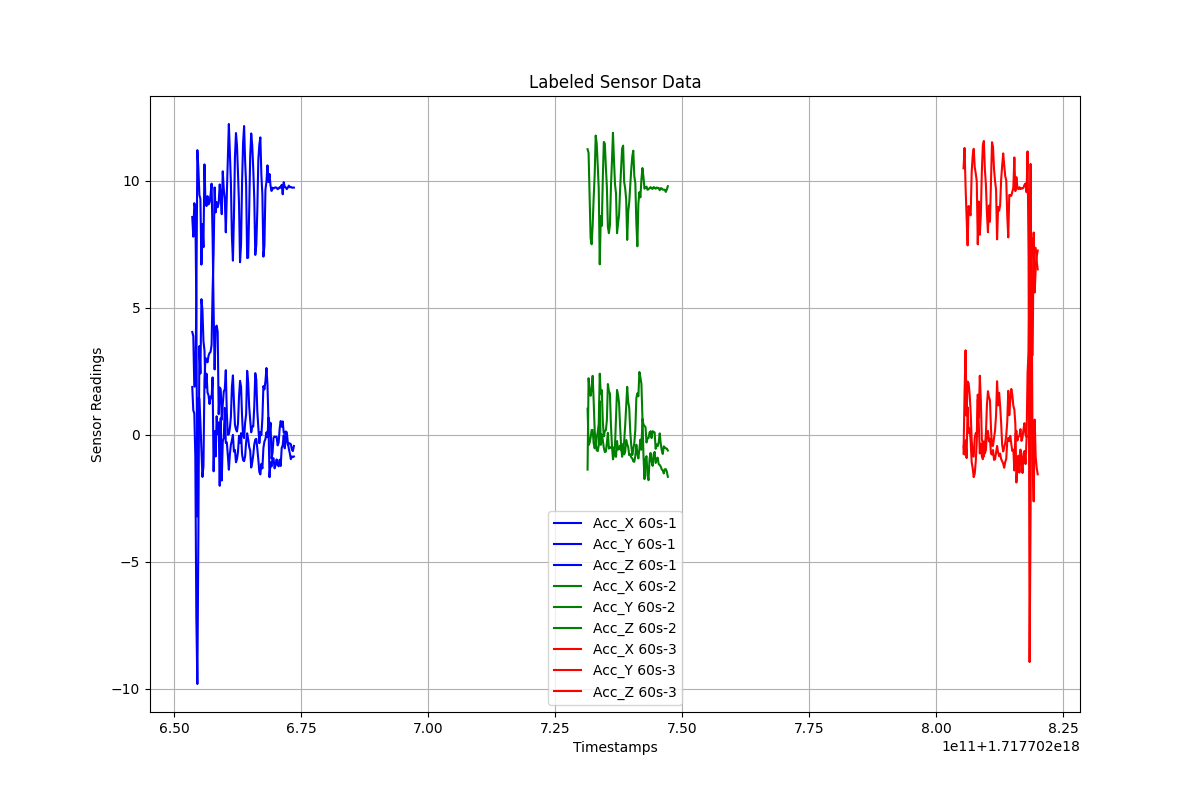 Labeled Sensor Data
10
5
0
−5
−10
Sensor Readings
Acc_X 60s-1
Acc_Y 60s-1
Acc_Z 60s-1
Acc_X 60s-2
Acc_Y 60s-2
Acc_Z 60s-2
Acc_X 60s-3
Acc_Y 60s-3
Acc_Z 60s-3
6.50 6.75 7.00 7.25 7.50 7.75 8.00 8.25
Timestamps
1e11+1.717702e18